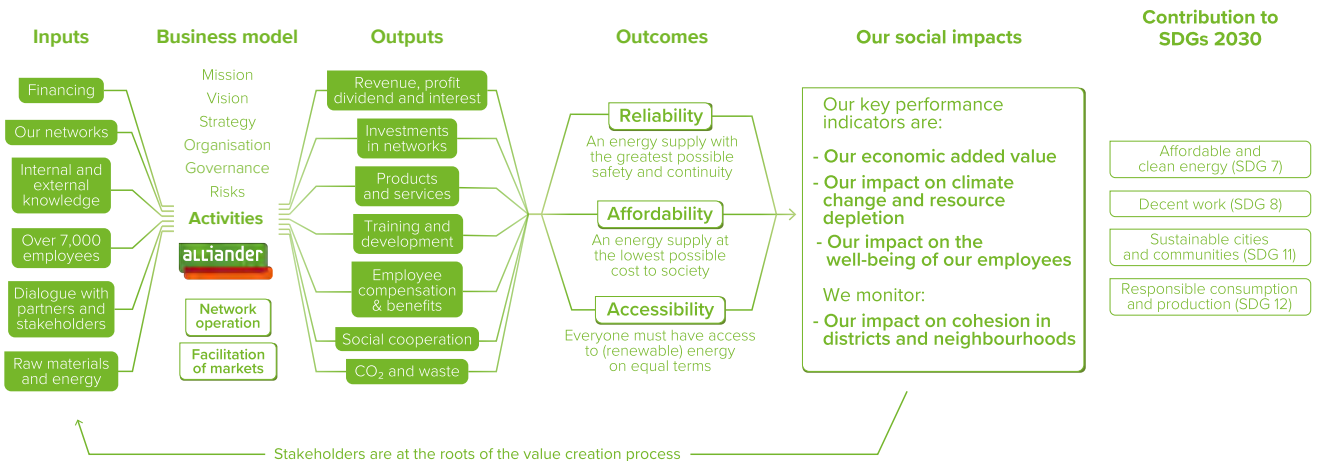 Inputs
Financing
Our networks
Internal and
external
knowledge
Over 7,000
employees
Dialogue with
partners and
stakeholders
Raw materials
and energy
Business model
Mission
Vision
Strategy
Organisation
Governance
Risks
Activities
alliander
Network
operation
Facilitation
of markets
Outputs
Revenue, profit
dividend and interest
Investments
in networks
Products
and services
Training and
development
Employee
compensation
& benefits
Social cooperation
CO₂ and waste
Outcomes
Reliability
An energy supply with
the greatest possible
safety and continuity
Affordability
An energy supply at
the lowest possible
cost to society
Accessibility
Everyone must have access
to (renewable) energy
on equal terms
Our social impacts
Our key performance
indicators are:
- Our economic added value
- Our impact on climate
change and resource
depletion
- Our impact on the
well-being of our employees
We monitor:
- Our impact on cohesion in
districts and neighbourhoods
Contribution to
SDGs 2030
Affordable and
clean energy (SDG 7)
Decent work (SDG 8)
Sustainable cities
and communities (SDG 11)
Responsible consumption
and production (SDG 12)
Stakeholders are at the roots of the value creation process